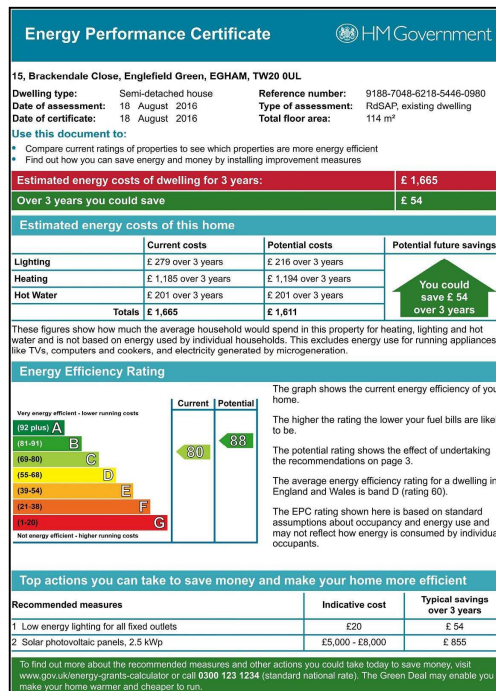 Energy Performance Certificate
HM Government
15, Brackendale Close, Englefield Green, EGHAM, TW20 0UL
Dwelling type: Semi-detached house
Date of assessment: 18 August 2016
Date of certificate: 18 August 2016
Reference number: 9188-7048-6218-5446-0980
Type of assessment: RdSAP, existing dwelling
Total floor area: 114 m²
Use this document to:
• Compare current ratings of properties to see which properties are more energy efficient
• Find out how you can save energy and money by installing improvement measures
Estimated energy costs of dwelling for 3 years: £ 1,665
Over 3 years you could save £ 54
Estimated energy costs of this home
Current costs Potential costs Potential future savings
Lighting £ 279 over 3 years £ 216 over 3 years
Heating £ 1,185 over 3 years £ 1,194 over 3 years
Hot Water £ 201 over 3 years £ 201 over 3 years
Totals £ 1,665 £ 1,611
You could
save £ 54
over 3 years
These figures show how much the average household would spend in this property for heating, lighting and hot
water and is not based on energy used by individual households. This excludes energy use for running appliances
like TVs, computers and cookers, and electricity generated by microgeneration.
Energy Efficiency Rating
Current Potential
Very energy efficient - lower running costs
(92 plus) A
(81-91) B
(69-80) C
(55-68) D
(39-54) E
(21-38) F
(1-20) G
Not energy efficient - higher running costs
80
88
The graph shows the current energy efficiency of you
home.
The higher the rating the lower your fuel bills are like
to be.
The potential rating shows the effect of undertaking
the recommendations on page 3.
The average energy efficiency rating for a dwelling in
England and Wales is band D (rating 60).
The EPC rating shown here is based on standard
assumptions about occupancy and energy use and
may not reflect how energy is consumed by individua
occupants.
Top actions you can take to save money and make your home more efficient
Recommended measures Indicative cost Typical savings
over 3 years
1 Low energy lighting for all fixed outlets £20 £ 54
2 Solar photovoltaic panels, 2.5 kWp £5,000 - £8,000 £ 855
To find out more about the recommended measures and other actions you could take today to save money, visit
www.gov.uk/energy-grants-calculator or call 0300 123 1234 (standard national rate). The Green Deal may enable you
make your home warmer and cheaper to run.